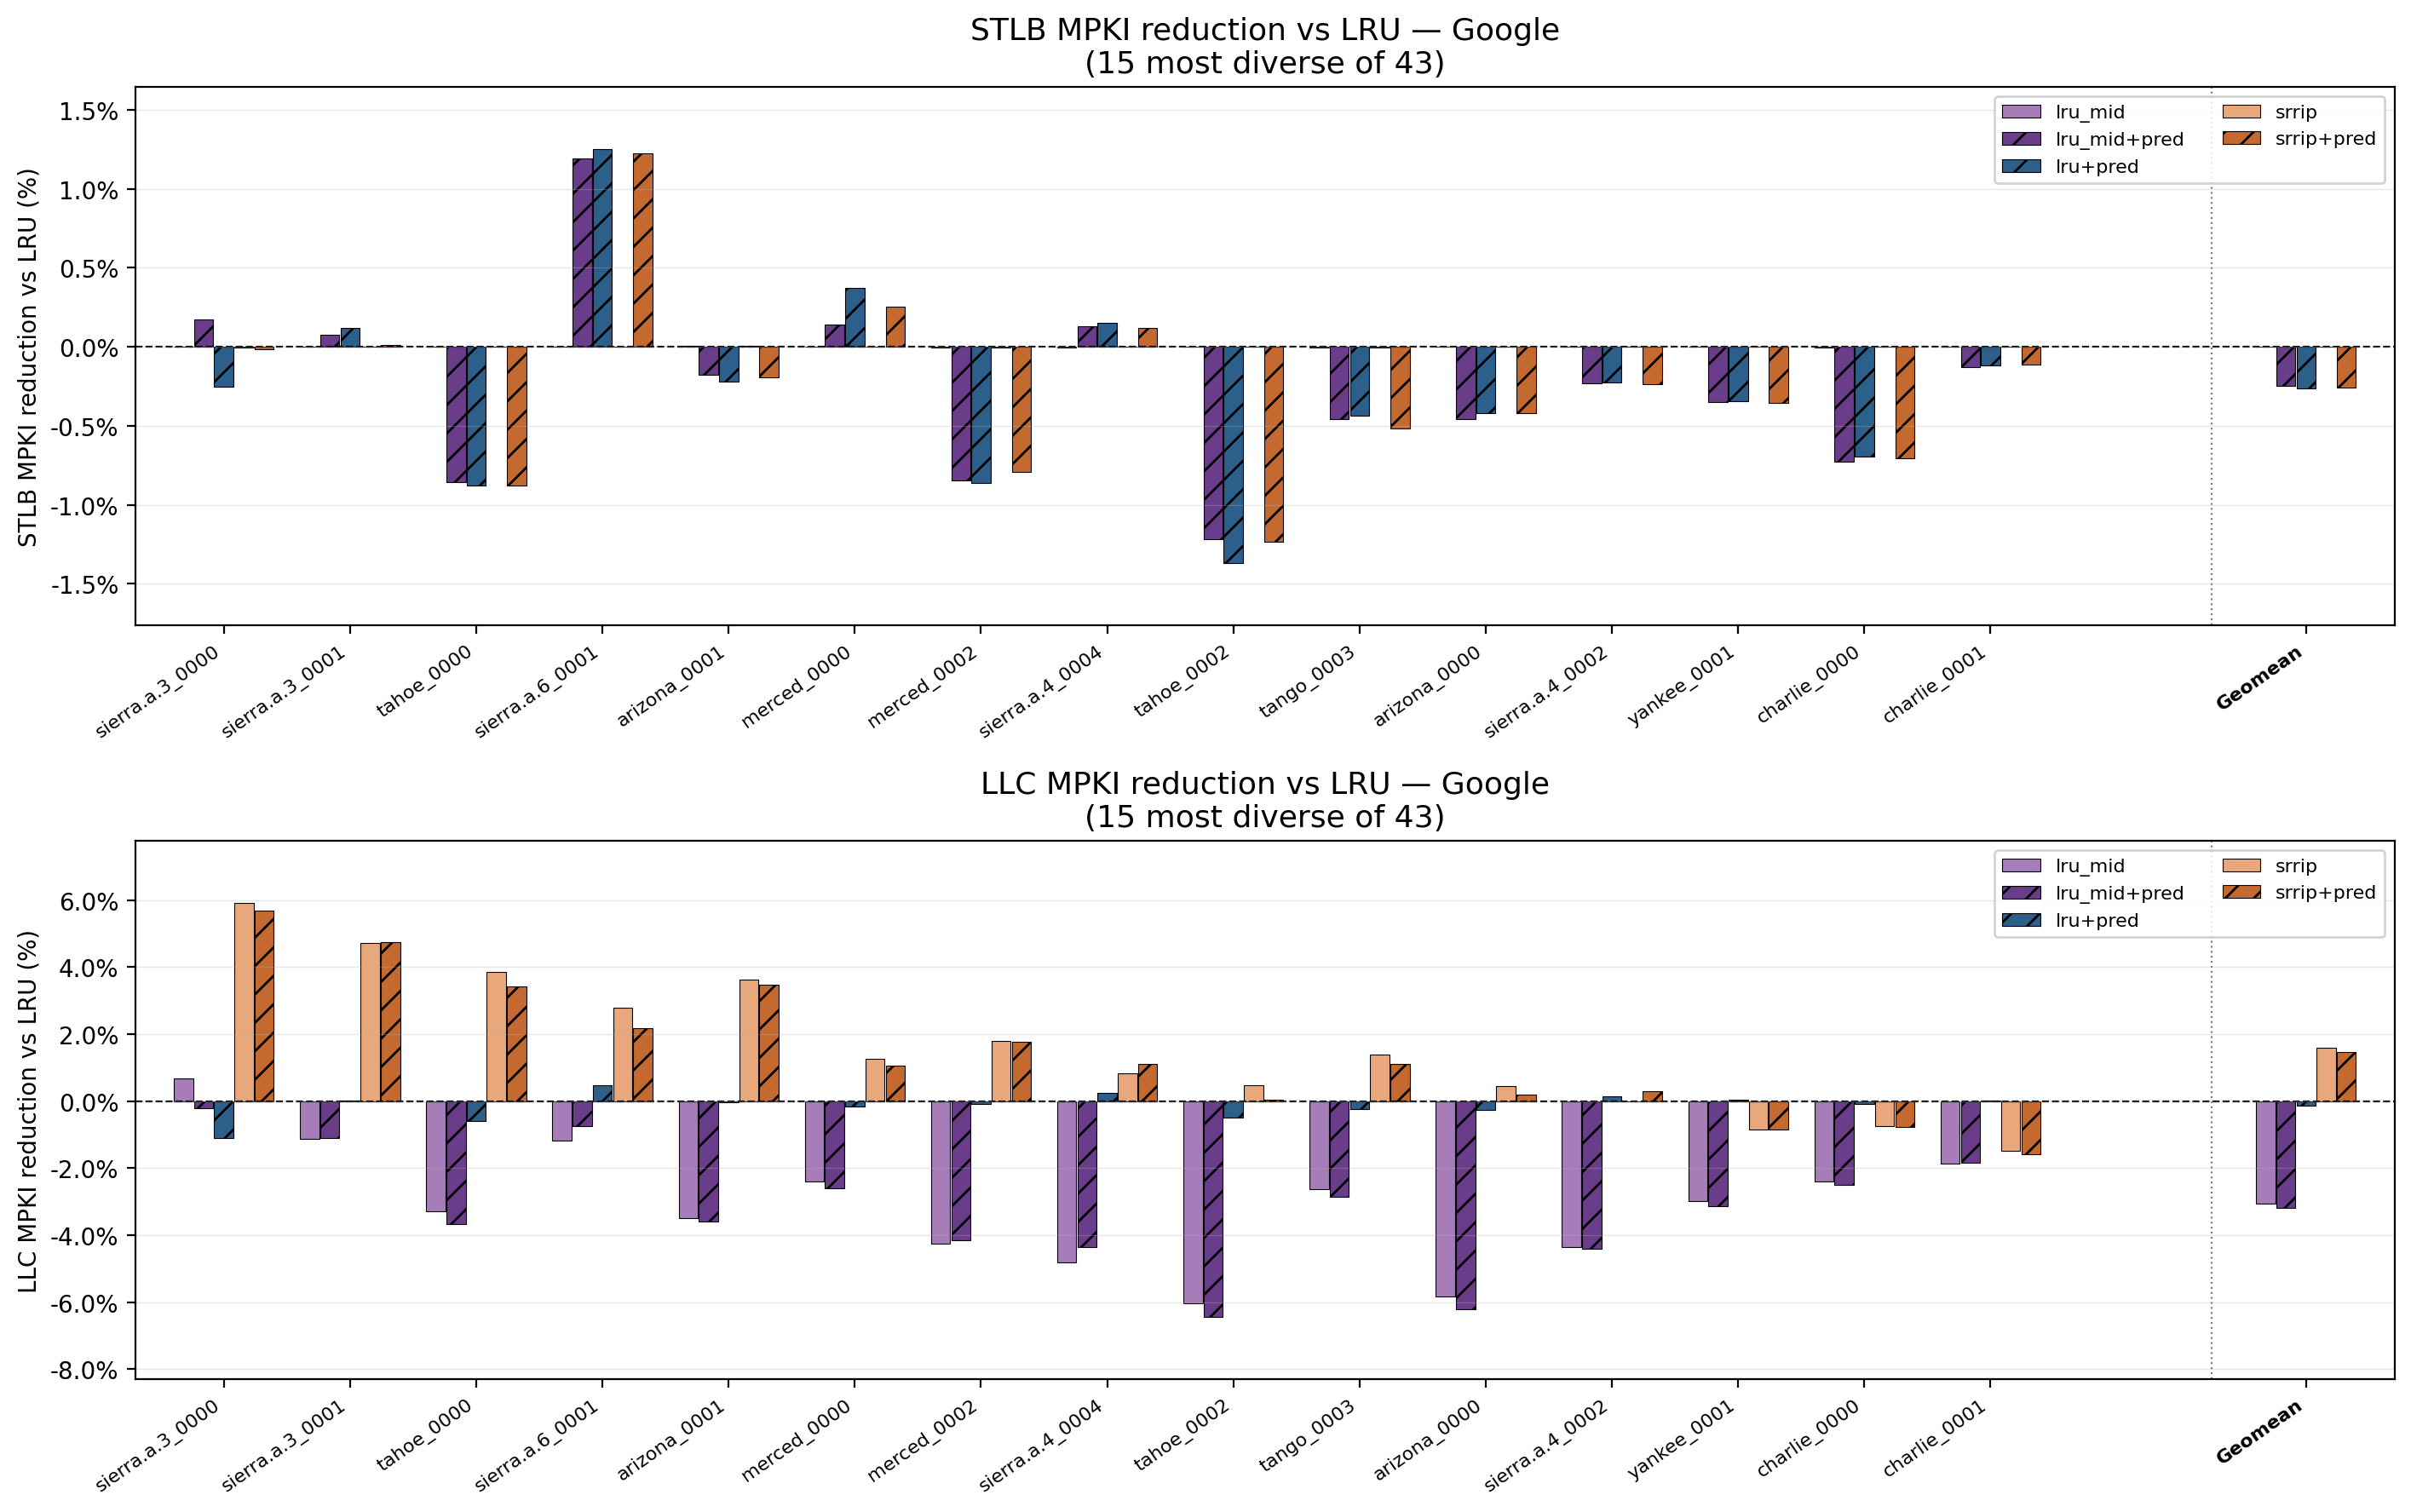 STLB MPKI reduction vs LRU — Google
(15 most diverse of 43)
STLB MPKI reduction vs LRU (%)
1.5%
1.0%
0.5%
0.0%
-0.5%
-1.0%
-1.5%
lru_mid
lru_mid+pred
lru+pred
srrip
srrip+pred
sierra.a.3_0000
sierra.a.3_0001
tahoe_0000
sierra.a.6_0001
arizona_0001
merced_0000
merced_0002
sierra.a.4_0004
tahoe_0002
tango_0003
arizona_0000
sierra.a.4_0002
yankee_0001
charlie_0000
charlie_0001
Geomean
LLC MPKI reduction vs LRU — Google
(15 most diverse of 43)
LLC MPKI reduction vs LRU (%)
6.0%
4.0%
2.0%
0.0%
-2.0%
-4.0%
-6.0%
-8.0%
lru_mid
lru_mid+pred
lru+pred
srrip
srrip+pred
sierra.a.3_0000
sierra.a.3_0001
tahoe_0000
sierra.a.6_0001
arizona_0001
merced_0000
merced_0002
sierra.a.4_0004
tahoe_0002
tango_0003
arizona_0000
sierra.a.4_0002
yankee_0001
charlie_0000
charlie_0001
Geomean